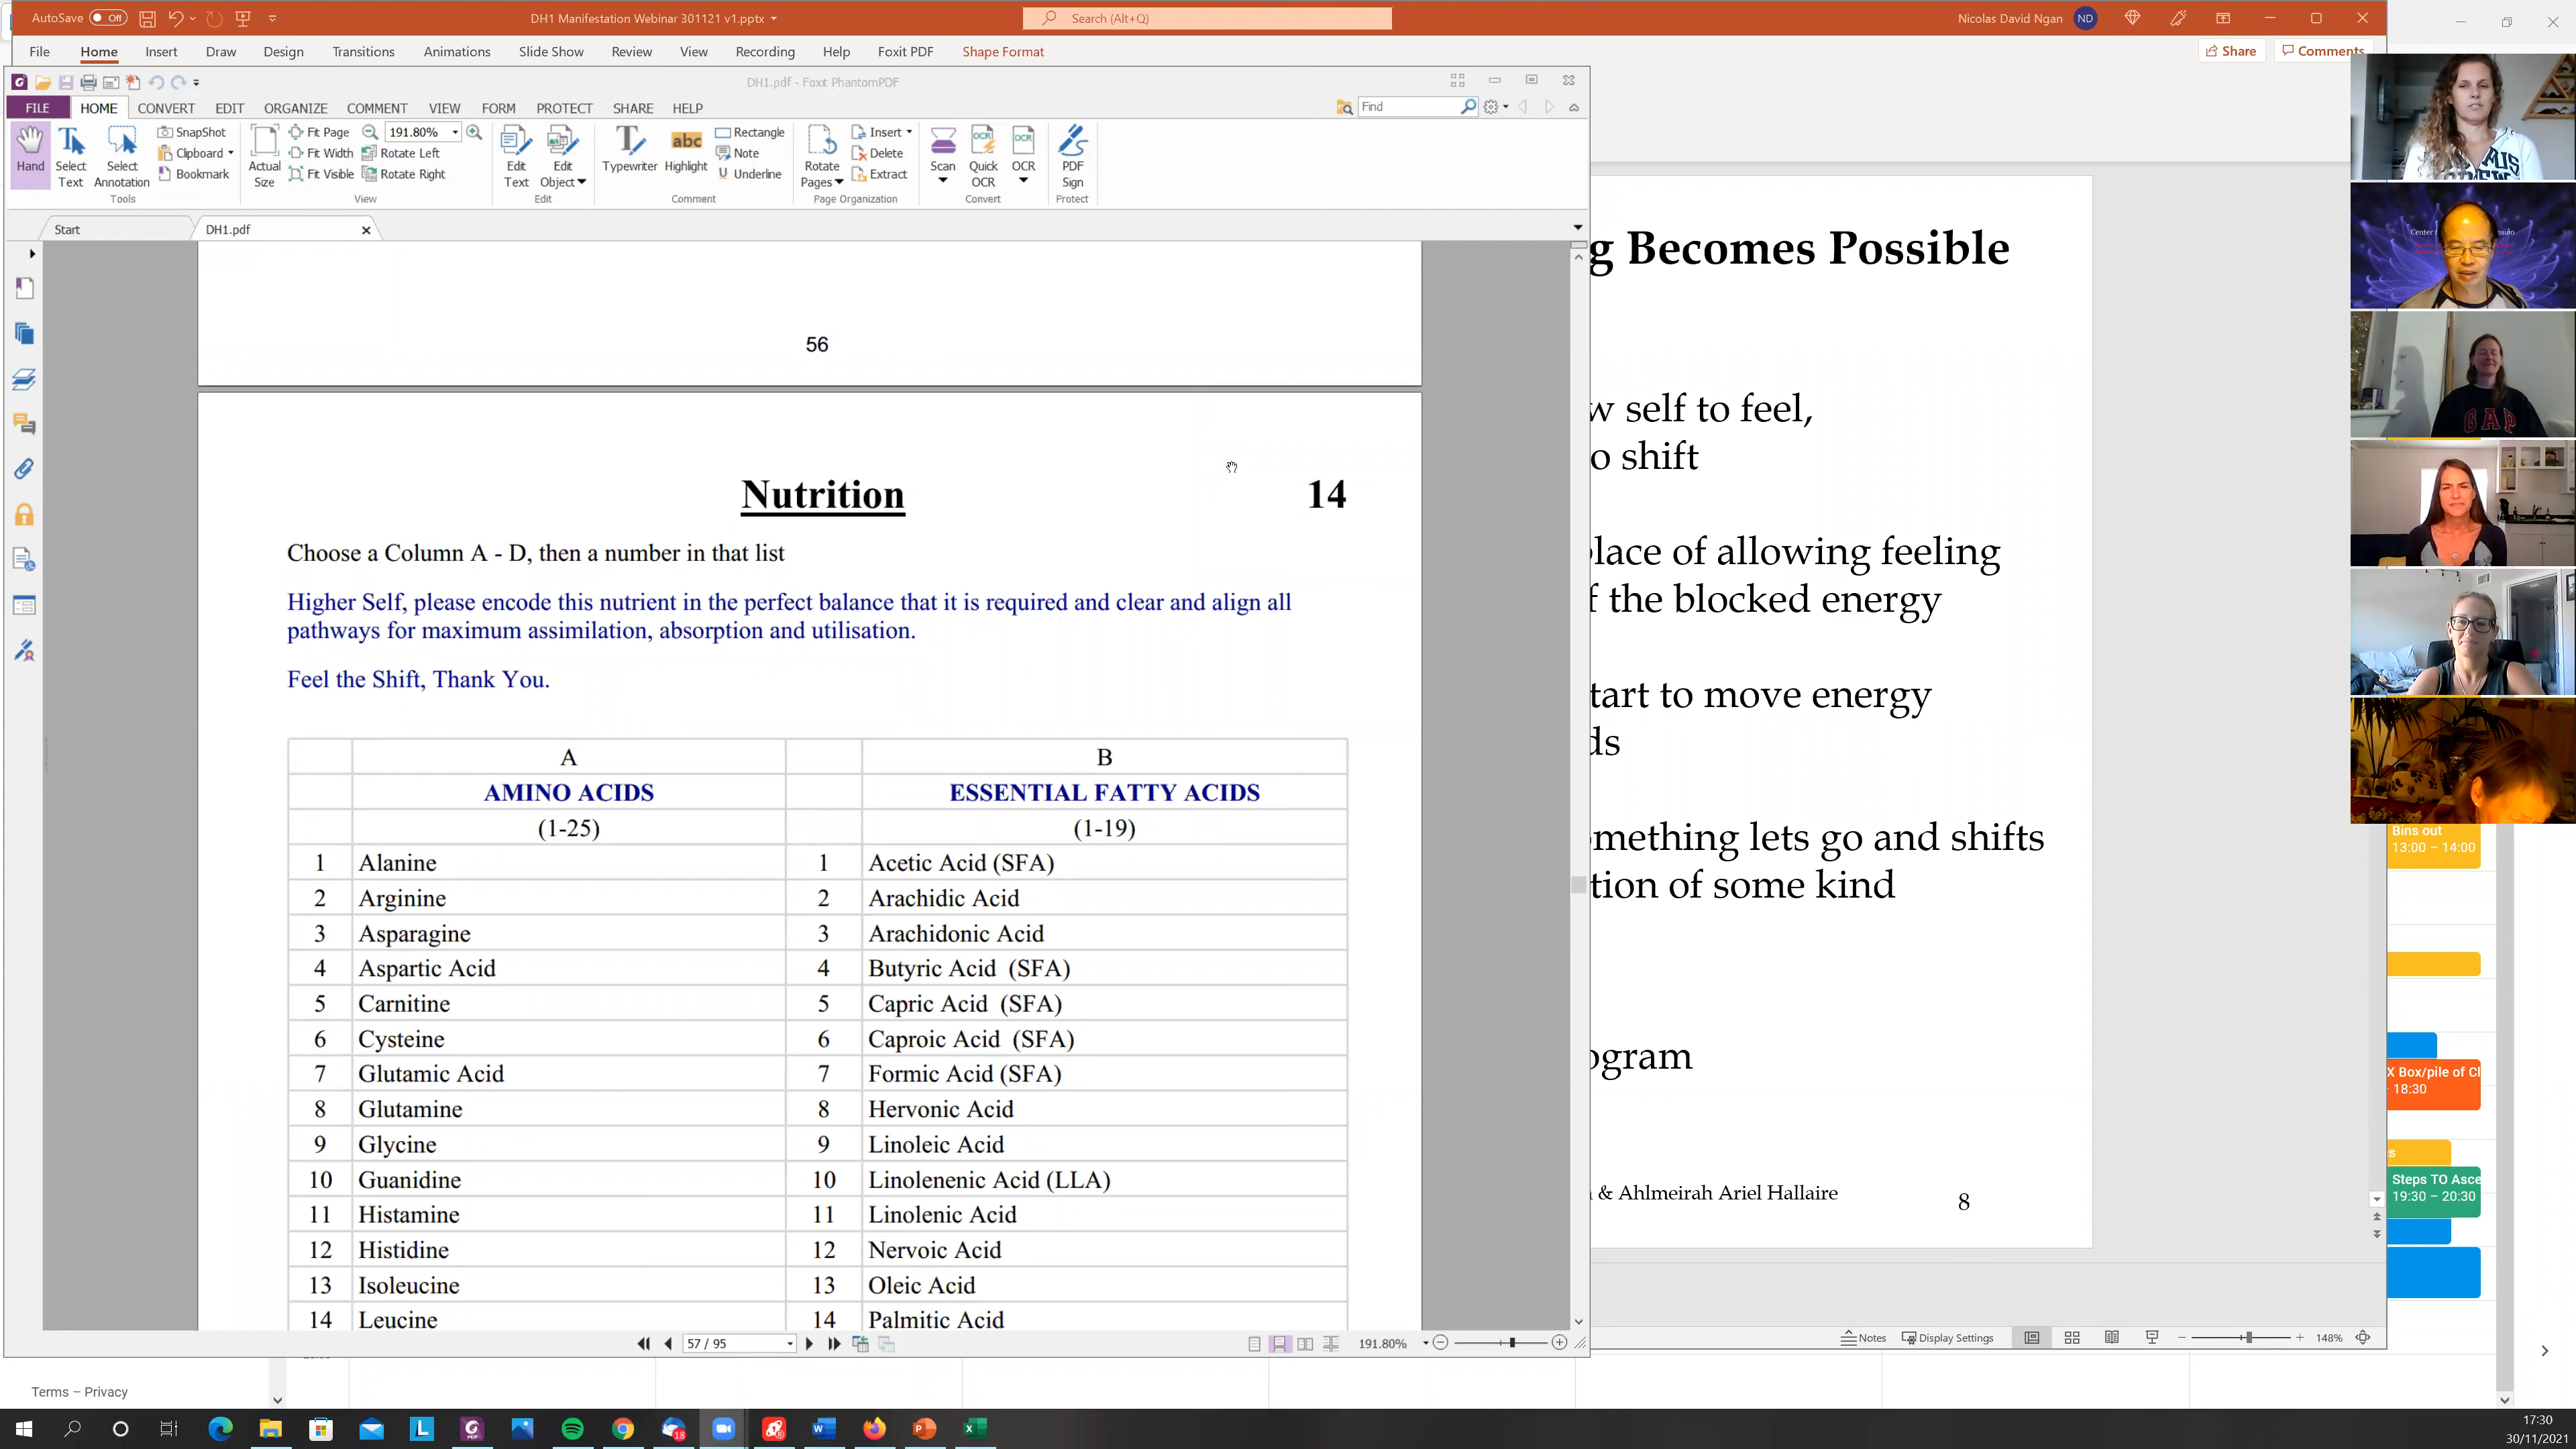 AutoSave Off
DH1 Manifestation Webinar 301121 v1.pptx
Search (Alt+Q)
Nicolas David Ngan ND
File Home Insert Draw Design Transitions Animations Slide Show Review View Recording Help Foxit PDF Shape Format
Share Comments
DH1.pdf - Foxit PhantomPDF
FILE HOME CONVERT EDIT ORGANIZE COMMENT VIEW FORM PROTECT SHARE HELP
Find
Hand
Select Text
Select Annotation
SnapShot
Clipboard
Bookmark
Tools
Actual Size
Fit Page
Fit Width
Fit Visible
191.80%
Rotate Left
Rotate Right
View
Edit Text
Edit Object
Edit
Typewriter
abc
Highlight
Rectangle
Note
Underline
Comment
Rotate Pages
Insert
Delete
Extract
Page Organization
Scan
OCR
Quick OCR
OCR
OCR
Convert
PDF Sign
Protect
Start
DH1.pdf
56
Nutrition 14
Choose a Column A - D, then a number in that list
Higher Self, please encode this nutrient in the perfect balance that it is required and clear and align all
pathways for maximum assimilation, absorption and utilisation.
Feel the Shift, Thank You.
A B
AMINO ACIDS ESSENTIAL FATTY ACIDS
(1-25) (1-19)
1 Alanine 1 Acetic Acid (SFA)
2 Arginine 2 Arachidic Acid
3 Asparagine 3 Arachidonic Acid
4 Aspartic Acid 4 Butyric Acid (SFA)
5 Carnitine 5 Capric Acid (SFA)
6 Cysteine 6 Caproic Acid (SFA)
7 Glutamic Acid 7 Formic Acid (SFA)
8 Glutamine 8 Hervonic Acid
9 Glycine 9 Linoleic Acid
10 Guanidine 10 Linolenenic Acid (LLA)
11 Histamine 11 Linolenic Acid
12 Histidine 12 Nervoic Acid
13 Isoleucine 13 Oleic Acid
14 Leucine 14 Palmitic Acid
57 / 95
191.80%
g Becomes Possible
w self to feel,
o shift
place of allowing feeling
f the blocked energy
tart to move energy
ds
omething lets go and shifts
tion of some kind
ogram
& Ahlmeirah Ariel Hallaire
8
Notes Display Settings 148%
Center
GAP
Bins out
13:00 – 14:00
X Box/pile of Cl
18:30
s
Steps TO Asce
19:30 – 20:30
Terms – Privacy
18
17:30
30/11/2021